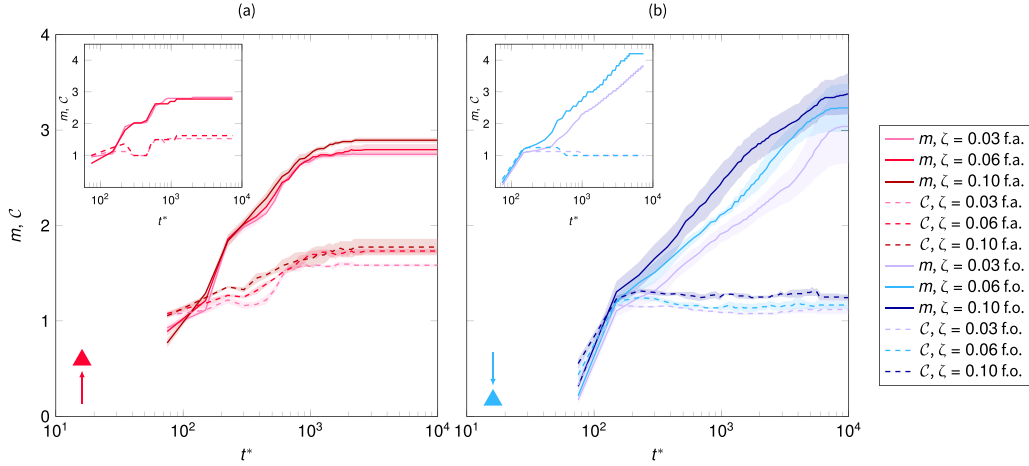 (a)
(b)
4
3
2
1
0
10¹
10²
10³
10⁴
t*
m, C
4
3
2
1
10²
10³
10⁴
t*
m, C
10¹
10²
10³
10⁴
t*
4
3
2
1
10²
10³
10⁴
t*
m, C
m, ζ = 0.03 f.a.
m, ζ = 0.06 f.a.
m, ζ = 0.10 f.a.
C, ζ = 0.03 f.a.
C, ζ = 0.06 f.a.
C, ζ = 0.10 f.a.
m, ζ = 0.03 f.o.
m, ζ = 0.06 f.o.
m, ζ = 0.10 f.o.
C, ζ = 0.03 f.o.
C, ζ = 0.06 f.o.
C, ζ = 0.10 f.o.